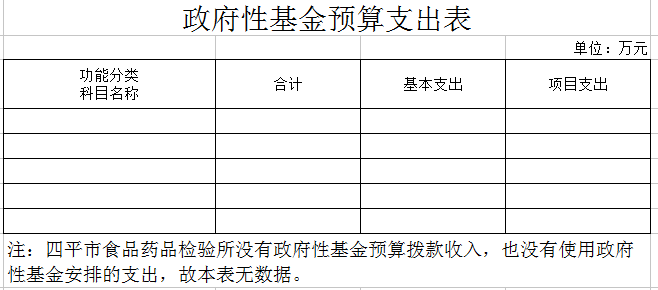 政府性基金预算支出表
单位：万元
功能分类
科目名称
合计
基本支出
项目支出
注：四平市食品药品检验所没有政府性基金预算拨款收入，也没有使用政府
性基金安排的支出，故本表无数据。